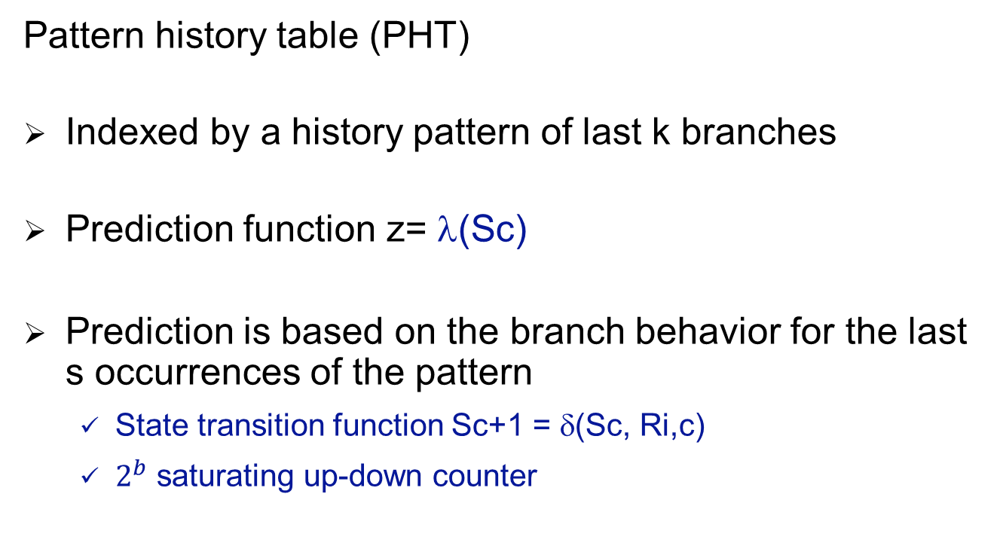 Pattern history table (PHT)
➢ Indexed by a history pattern of last k branches
➢ Prediction function z= λ(Sc)
➢ Prediction is based on the branch behavior for the last
s occurrences of the pattern
✓ State transition function Sc+1 = δ(Sc, Ri,c)
✓ 2^b saturating up-down counter